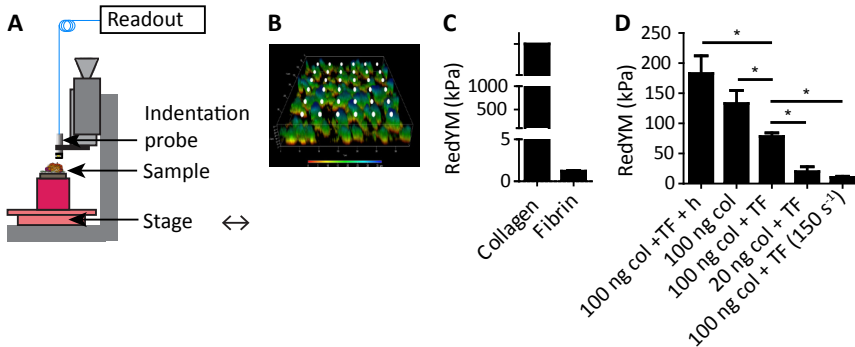 A
Readout
Indentation
probe
Sample
Stage
B
C
RedYM (kPa)
1000
500
5
0
Collagen
Fibrin
D
RedYM (kPa)
250
200
150
100
50
0
*
*
*
*
100 ng col +TF + h
100 ng col
100 ng col + TF
20 ng col + TF
100 ng col + TF (150 s⁻¹)